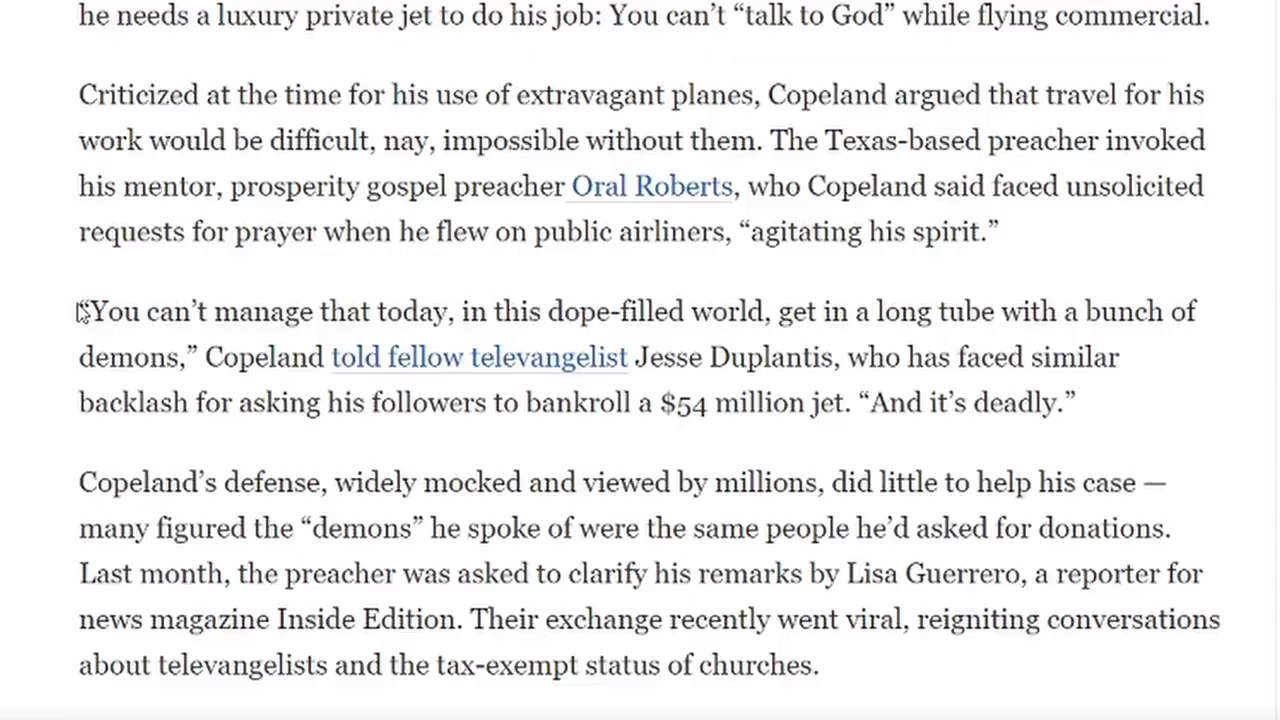 he needs a luxury private jet to do his job: You can’t “talk to God” while flying commercial.
Criticized at the time for his use of extravagant planes, Copeland argued that travel for his
work would be difficult, nay, impossible without them. The Texas-based preacher invoked
his mentor, prosperity gospel preacher Oral Roberts, who Copeland said faced unsolicited
requests for prayer when he flew on public airliners, “agitating his spirit.”
“You can’t manage that today, in this dope-filled world, get in a long tube with a bunch of
demons,” Copeland told fellow televangelist Jesse Duplantis, who has faced similar
backlash for asking his followers to bankroll a $54 million jet. “And it’s deadly.”
Copeland’s defense, widely mocked and viewed by millions, did little to help his case —
many figured the “demons” he spoke of were the same people he’d asked for donations.
Last month, the preacher was asked to clarify his remarks by Lisa Guerrero, a reporter for
news magazine Inside Edition. Their exchange recently went viral, reigniting conversations
about televangelists and the tax-exempt status of churches.